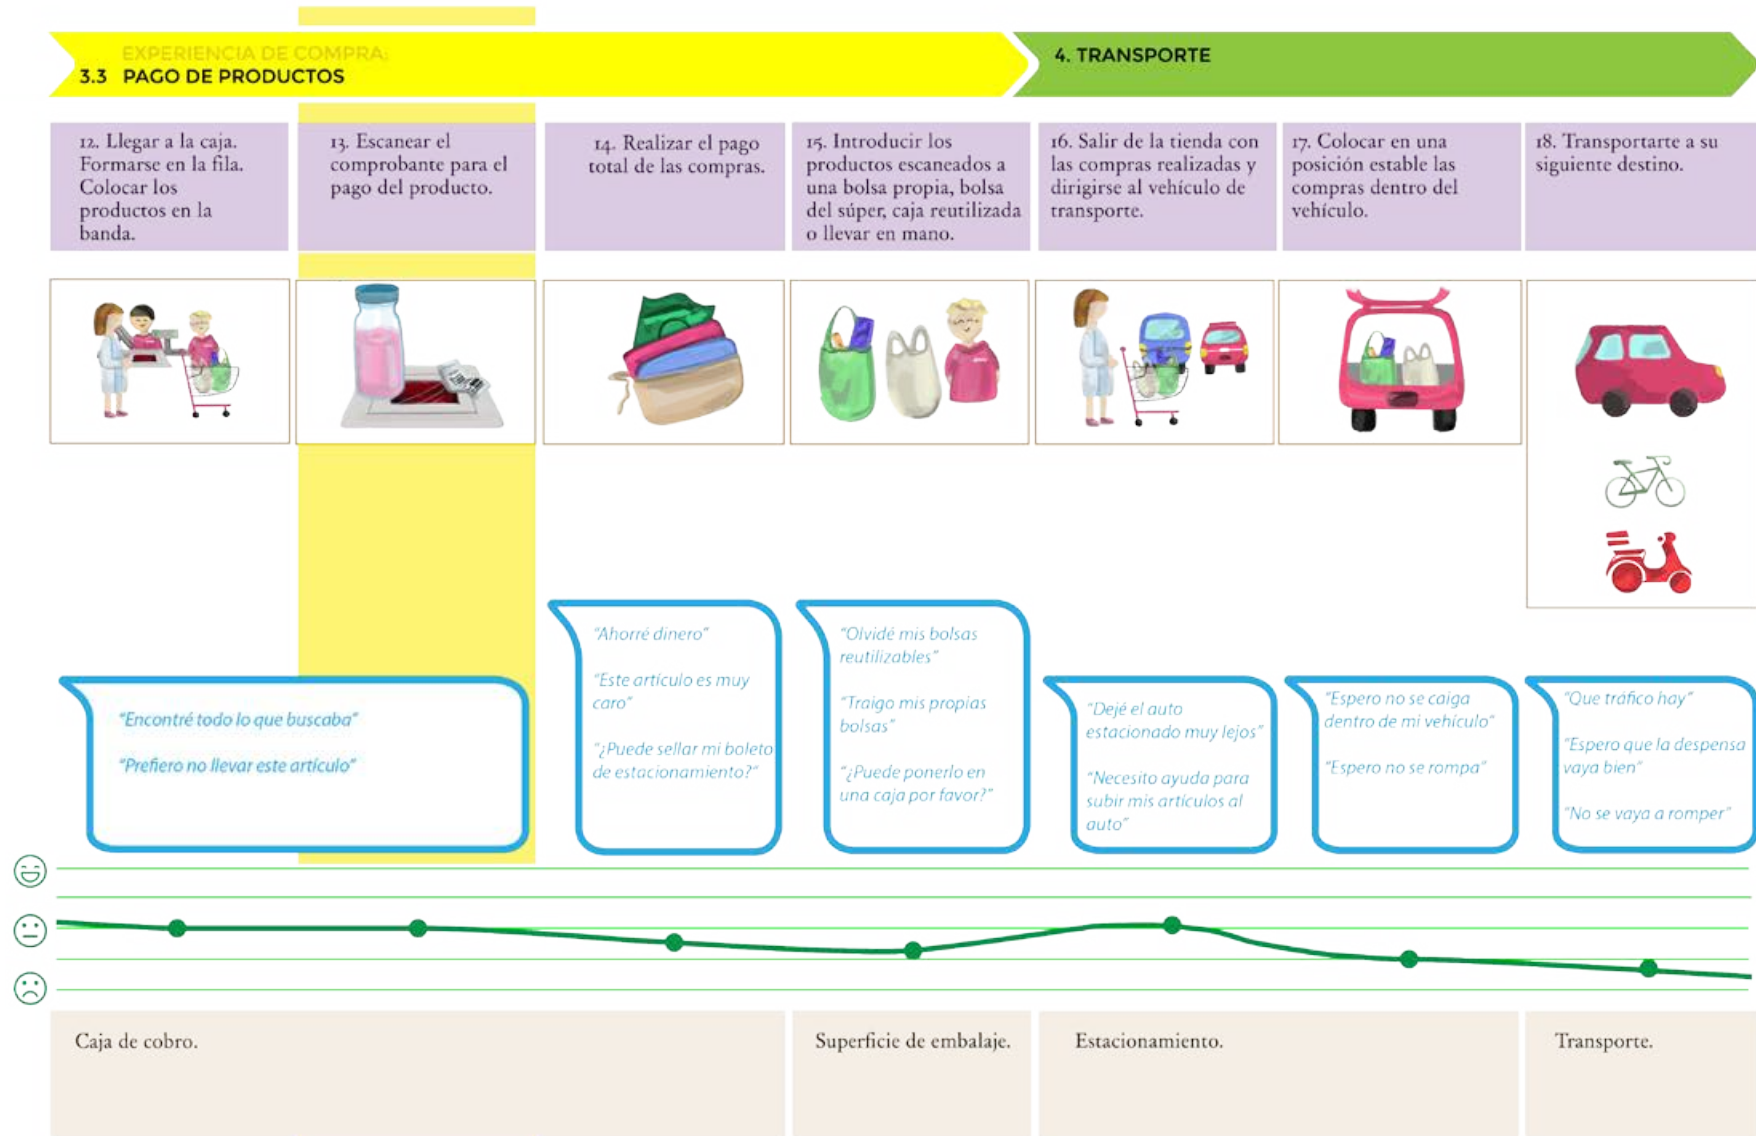 EXPERIENCIA DE COMPRA:
3.3 PAGO DE PRODUCTOS
4. TRANSPORTE
12. Llegar a la caja.
Formarse en la fila.
Colocar los
productos en la
banda.
13. Escanear el
comprobante para el
pago del producto.
14. Realizar el pago
total de las compras.
15. Introducir los
productos escaneados a
una bolsa propia, bolsa
del súper, caja reutilizada
o llevar en mano.
16. Salir de la tienda con
las compras realizadas y
dirigirse al vehículo de
transporte.
17. Colocar en una
posición estable las
compras dentro del
vehículo.
18. Transportarte a su
siguiente destino.
"Encontré todo lo que buscaba"
"Prefiero no llevar este artículo"
"Ahorré dinero"
"Este artículo es muy
caro"
"¿Puede sellar mi boleto
de estacionamiento?"
"Olvidé mis bolsas
reutilizables"
"Traigo mis propias
bolsas"
"¿Puede ponerlo en
una caja por favor?"
"Dejé el auto
estacionado muy lejos"
"Necesito ayuda para
subir mis artículos al
auto"
"Espero no se caiga
dentro de mi vehículo"
"Espero no se rompa"
"Que tráfico hay"
"Espero que la despensa
vaya bien"
"No se vaya a romper"
Caja de cobro.
Superficie de embalaje.
Estacionamiento.
Transporte.